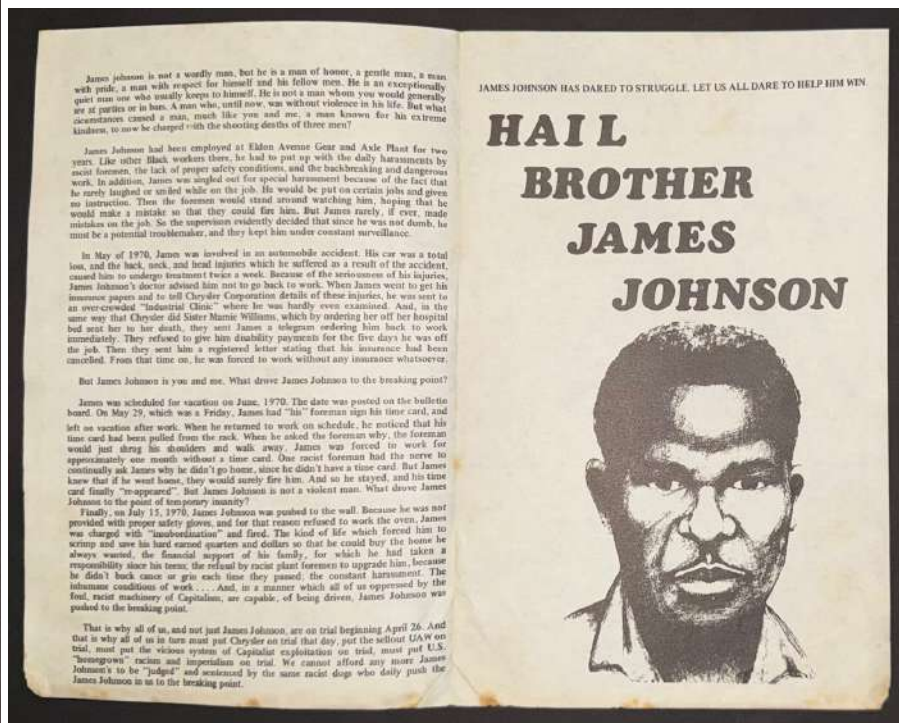 James johnson is not a wordly man, but he is a man of honor, a gentle man, a man
with pride, a man with respect for himself and his fellow men. He is an exceptionally
quiet man one who usually keeps to himself. He is not a man whom you would generally
see at parties or in bars. A man who, until now, was without violence in his life. But what
circumstances caused a man, much like you and me, a man known for his extreme
kindness, to now be charged with the shooting deaths of three men?
James Johnson had been employed at Eldon Avenue Gear and Axle Plant for two
years. Like other Black workers there, he had to put up with the daily harassments by
racist foremen, the lack of proper safety conditions, and the backbreaking and dangerous
work. In addition, James was singled out for special harassment because of the fact that
he rarely laughed or smiled while on the job. He would be put on certain jobs and given
no instruction. Then the foremen would stand around watching him, hoping that he
would make a mistake so that they could fire him. But James rarely, if ever, made
mistakes on the job. So the supervisors evidently decided that since he was not dumb, he
must be a potential troublemaker, and they kept him under constant surveillance.
In May of 1970, James was involved in an automobile accident. His car was a total
loss, and the back, neck, and head injuries which he suffered as a result of the accident,
caused him to undergo treatment twice a week. Because of the seriousness of his injuries,
James Johnson's doctor advised him not to go back to work. When James went to get his
insurance papers and to tell Chrysler Corporation details of these injuries, he was sent to
an over-crowded "Industrial Clinic" where he was hardly even examined. And, in the
same way that Chrysler did Sister Mamie Williams, which by ordering her off her hospital
bed sent her to her death, they sent James a telegram ordering him back to work
immediately. They refused to give him disability payments for the five days he was off
the job. Then they sent him a registered letter stating that his insurance had been
cancelled. From that time on, he was forced to work without any insurance whatsoever.
But James Johnson is you and me. What drove James Johnson to the breaking point?
James was scheduled for vacation on June, 1970. The date was posted on the bulletin
board. On May 29, which was a Friday, James had "his" foreman sign his time card, and
left on vacation after work. When he returned to work on schedule, he noticed that his
time card had been pulled from the rack. When he asked the foreman why, the foreman
would just shrug his shoulders and walk away. James was forced to work for
approximately one month without a time card. One racist foreman had the nerve to
continually ask James why he didn't go home, since he didn't have a time card. But James
knew that if he went home, they would surely fire him. And so he stayed, and his time
card finally "re-appeared". But James Johnson is not a violent man. What drove James
Johnson to the point of temporary insanity?
Finally, on July 15, 1970, James Johnson was pushed to the wall. Because he was not
provided with proper safety gloves, and for that reason refused to work the oven, James
was charged with "insubordination" and fired. The kind of life which forced him to
scrimp and save his hard earned quarters and dollars so that he could buy the home he
always wanted, the financial support of his family, for which he had taken a
responsibility since his teens; the refusal by racist plant foremen to upgrade him, because
he didn't buck cance or grin each time they passed; the constant harassment. The
inhumane conditions of work . . . . And, in a manner which all of us oppressed by the
foul, racist machinery of Capitalism, are capable, of being driven, James Johnson was
pushed to the breaking point.
That is why all of us, and not just James Johnson, are on trial beginning April 26. And
that is why all of us in turn must put Chrysler on trial that day, put the sellout UAW on
trial, must put the vicious system of Capitalist exploitation on trial, must put U.S.
"homegrown" racism and imperialism on trial. We cannot afford any more James
Johnson's to be "judged" and sentenced by the same racist dogs who daily push the
James Johnson in us to the breaking point.
JAMES JOHNSON HAS DARED TO STRUGGLE. LET US ALL DARE TO HELP HIM WIN.
HAIL
BROTHER
JAMES
JOHNSON